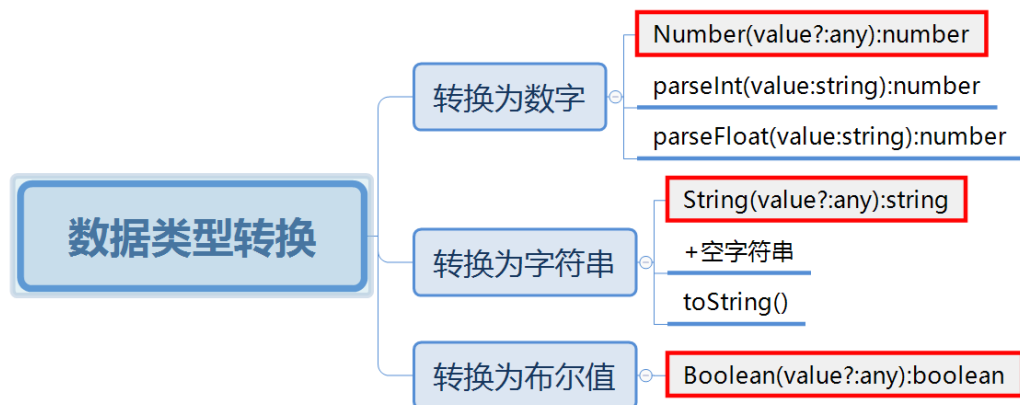 数据类型转换
转换为数字
Number(value?:any):number
parseInt(value:string):number
parseFloat(value:string):number
转换为字符串
String(value?:any):string
+空字符串
toString()
转换为布尔值
Boolean(value?:any):boolean